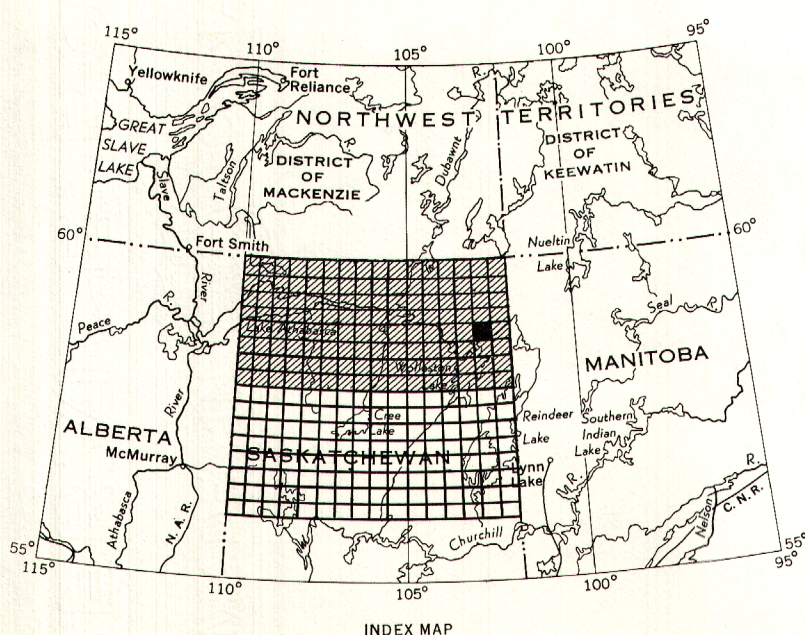 115°
110°
105°
100°
95°
Yellowknife
Fort
Reliance
R.
NORTHWEST TERRITORIES
GREAT
SLAVE
LAKE
Slave
Taltson
R.
DISTRICT
OF
MACKENZIE
Dubawnt
DISTRICT
OF
KEEWATIN
60°
Fort Smith
Nueltin
Lake
60°
River
R.
Peace
Lake Athabasca
Seal R.
Wollaston
Lake
MANITOBA
River
Cree
Lake
Reindeer
Lake
Southern
Indian
Lake
ALBERTA
McMurray
SASKATCHEWAN
Lynn
Lake
R.
R.
Athabasca
N. A. R.
Churchill
Nelson
C. N. R.
55°
115°
110°
105°
100°
55°
95°
INDEX MAP